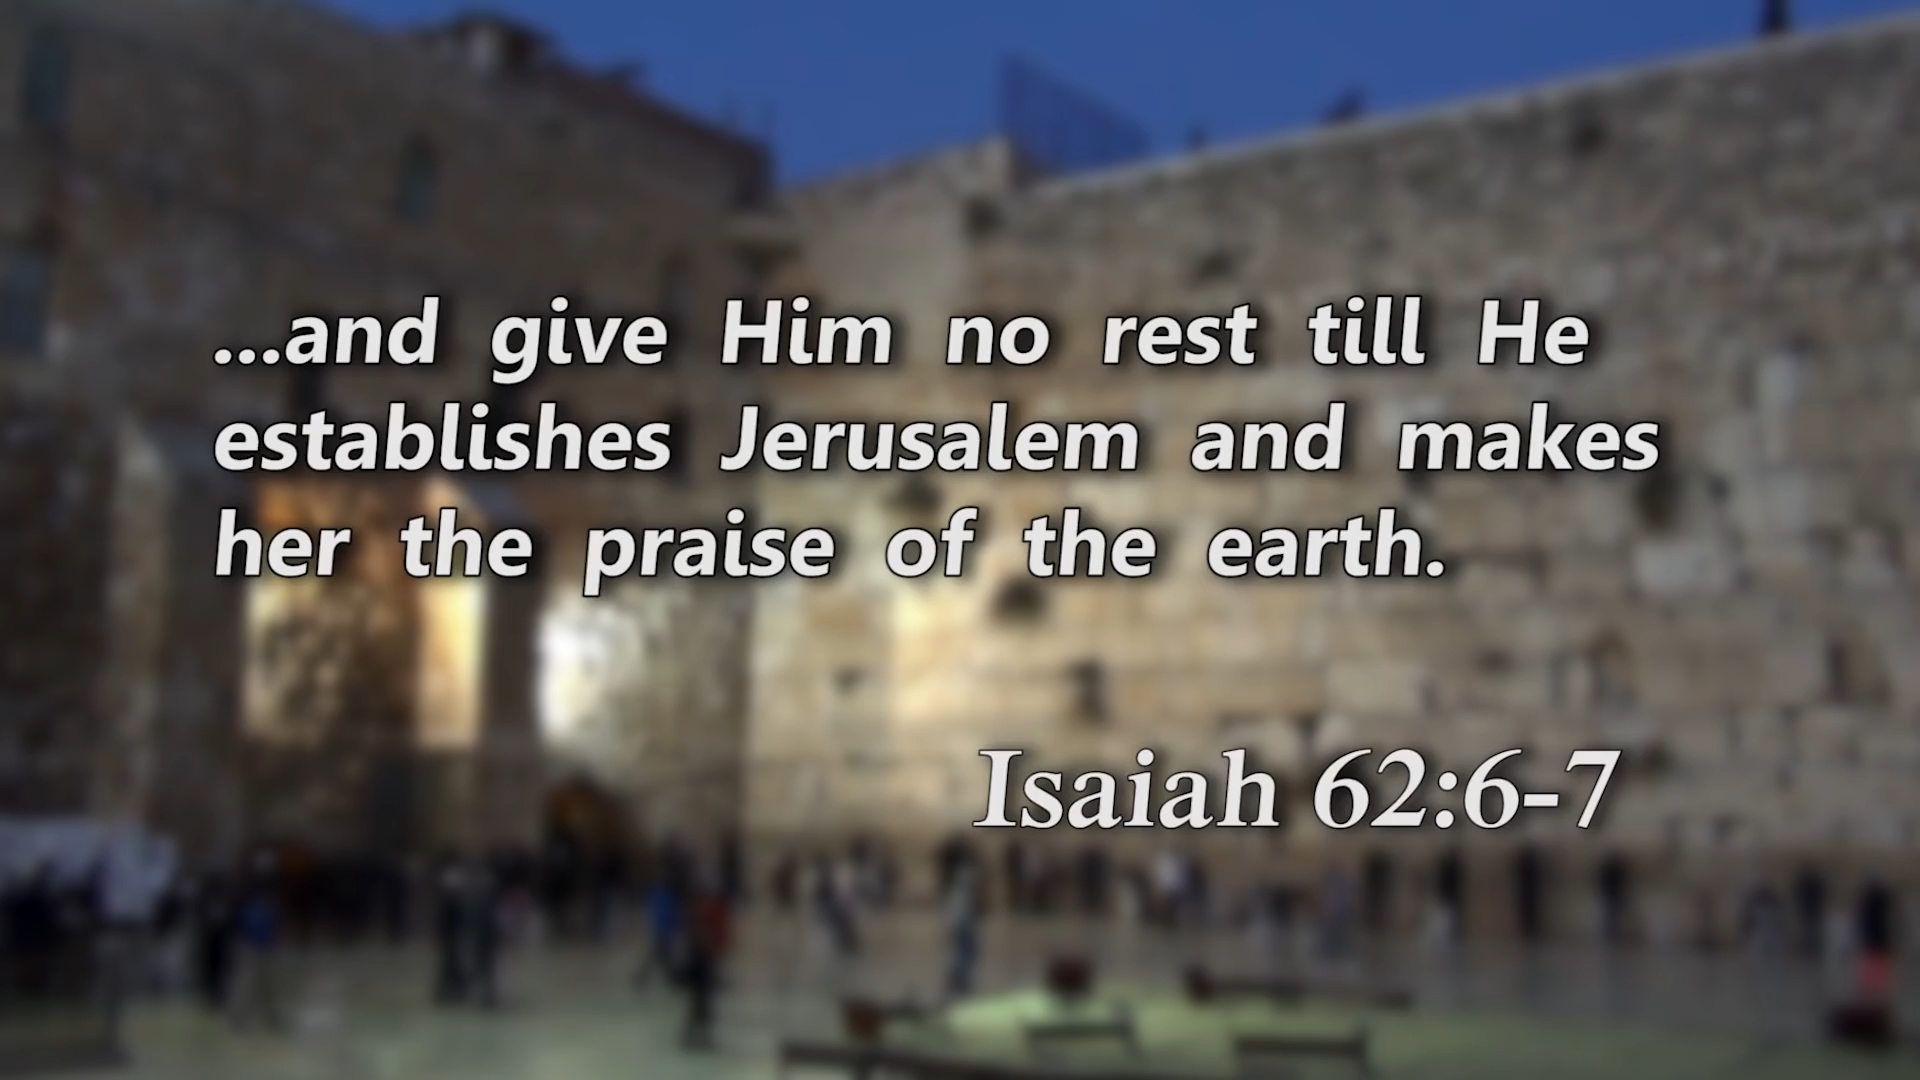 ...and give Him no rest till He
establishes Jerusalem and makes
her the praise of the earth.
Isaiah 62:6-7